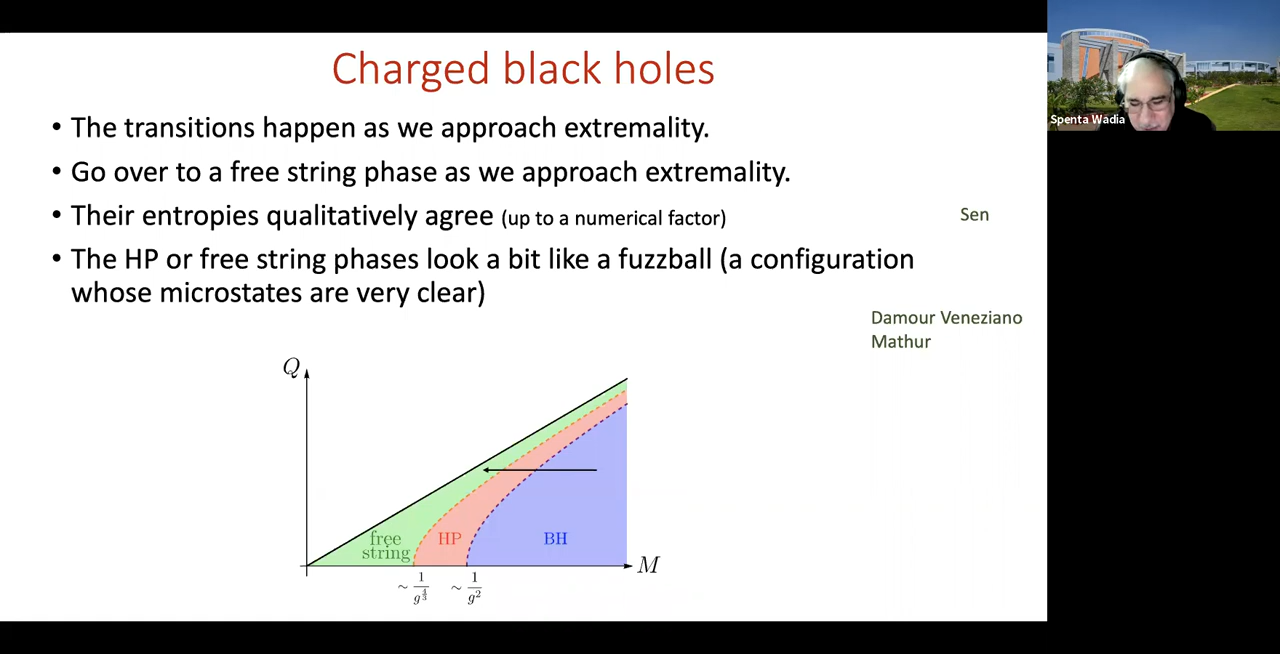 Charged black holes
Spenta Wadia
• The transitions happen as we approach extremality.
• Go over to a free string phase as we approach extremality.
• Their entropies qualitatively agree (up to a numerical factor)
Sen
• The HP or free string phases look a bit like a fuzzball (a configuration
whose microstates are very clear)
Damour Veneziano
Mathur
Q
free
string
HP
BH
M
~ 1/g^{4/3}
~ 1/g^2